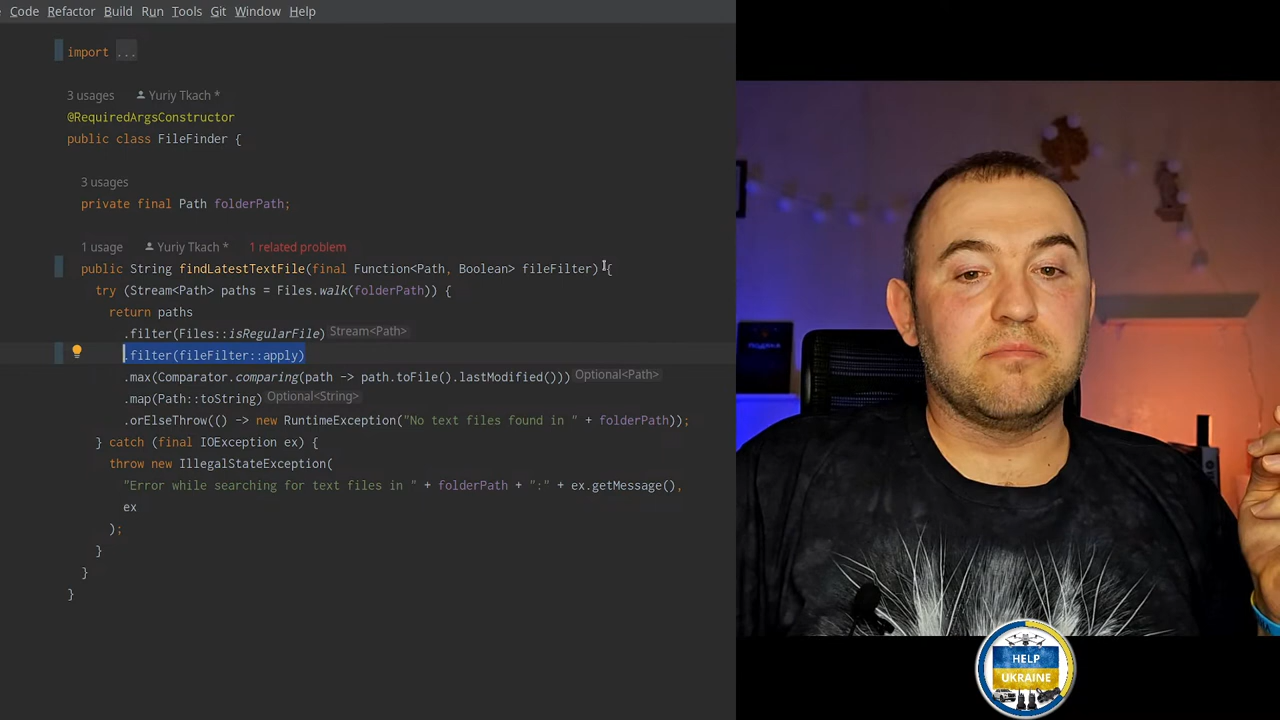 Code Refactor Build Run Tools Git Window Help
import ...
3 usages Yuriy Tkach *
@RequiredArgsConstructor
public class FileFinder {
3 usages
private final Path folderPath;
1 usage Yuriy Tkach * 1 related problem
public String findLatestTextFile(final Function<Path, Boolean> fileFilter) {
try (Stream<Path> paths = Files.walk(folderPath)) {
return paths
.filter(Files::isRegularFile) Stream<Path>
.filter(fileFilter::apply)
.max(Comparator.comparing(path -> path.toFile().lastModified())) Optional<Path>
.map(Path::toString) Optional<String>
.orElseThrow(() -> new RuntimeException("No text files found in " + folderPath));
} catch (final IOException ex) {
throw new IllegalStateException(
"Error while searching for text files in " + folderPath + ":" + ex.getMessage(),
ex
);
}
}
}
HELP
UKRAINE